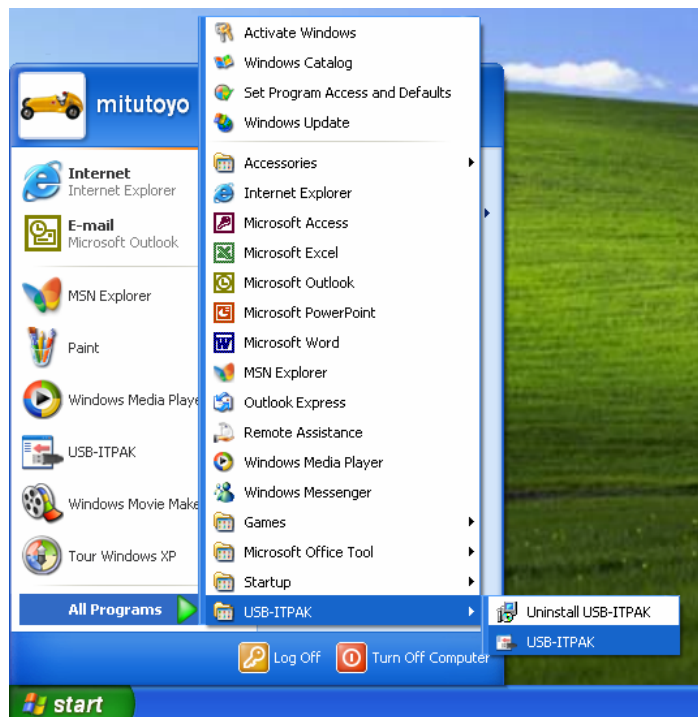 mitutoyo
Internet
Internet Explorer
E-mail
Microsoft Outlook
MSN Explorer
Paint
Windows Media Playe
USB-ITPAK
Windows Movie Make
Tour Windows XP
All Programs
Activate Windows
Windows Catalog
Set Program Access and Defaults
Windows Update
Accessories
Internet Explorer
Microsoft Access
Microsoft Excel
Microsoft Outlook
Microsoft PowerPoint
Microsoft Word
MSN Explorer
Outlook Express
Remote Assistance
Windows Media Player
Windows Messenger
Games
Microsoft Office Tool
Startup
USB-ITPAK
Uninstall USB-ITPAK
USB-ITPAK
Log Off
Turn Off Computer
start